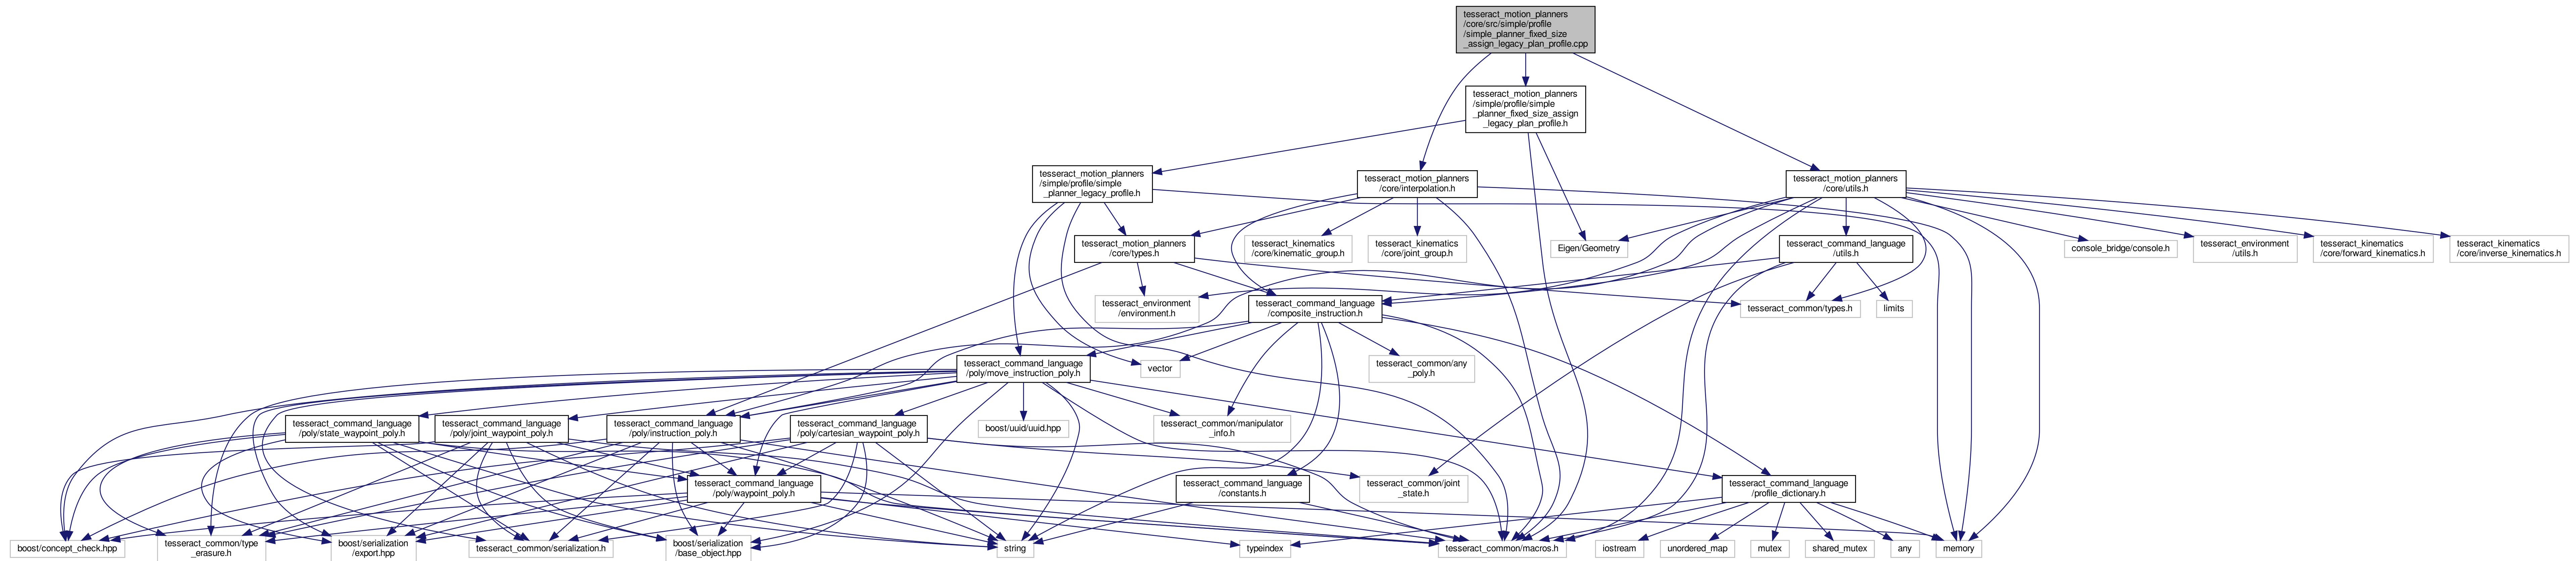 tesseract_motion_planners
/core/src/simple/profile
/simple_planner_fixed_size
_assign_legacy_plan_profile.cpp
tesseract_motion_planners
/simple/profile/simple
_planner_fixed_size_assign
_legacy_plan_profile.h
tesseract_motion_planners
/simple/profile/simple
_planner_legacy_profile.h
tesseract_motion_planners
/core/interpolation.h
tesseract_motion_planners
/core/utils.h
tesseract_motion_planners
/core/types.h
tesseract_kinematics
/core/kinematic_group.h
tesseract_kinematics
/core/joint_group.h
Eigen/Geometry
tesseract_command_language
/utils.h
console_bridge/console.h
tesseract_environment
/utils.h
tesseract_kinematics
/core/forward_kinematics.h
tesseract_kinematics
/core/inverse_kinematics.h
tesseract_environment
/environment.h
tesseract_command_language
/composite_instruction.h
tesseract_common/types.h
limits
tesseract_command_language
/poly/move_instruction_poly.h
vector
tesseract_common/any
_poly.h
tesseract_command_language
/poly/state_waypoint_poly.h
tesseract_command_language
/poly/joint_waypoint_poly.h
tesseract_command_language
/poly/instruction_poly.h
tesseract_command_language
/poly/cartesian_waypoint_poly.h
boost/uuid/uuid.hpp
tesseract_common/manipulator
_info.h
tesseract_command_language
/poly/waypoint_poly.h
tesseract_command_language
/constants.h
tesseract_common/joint
_state.h
tesseract_command_language
/profile_dictionary.h
boost/concept_check.hpp
tesseract_common/type
_erasure.h
boost/serialization
/export.hpp
tesseract_common/serialization.h
boost/serialization
/base_object.hpp
string
typeindex
tesseract_common/macros.h
iostream
unordered_map
mutex
shared_mutex
any
memory